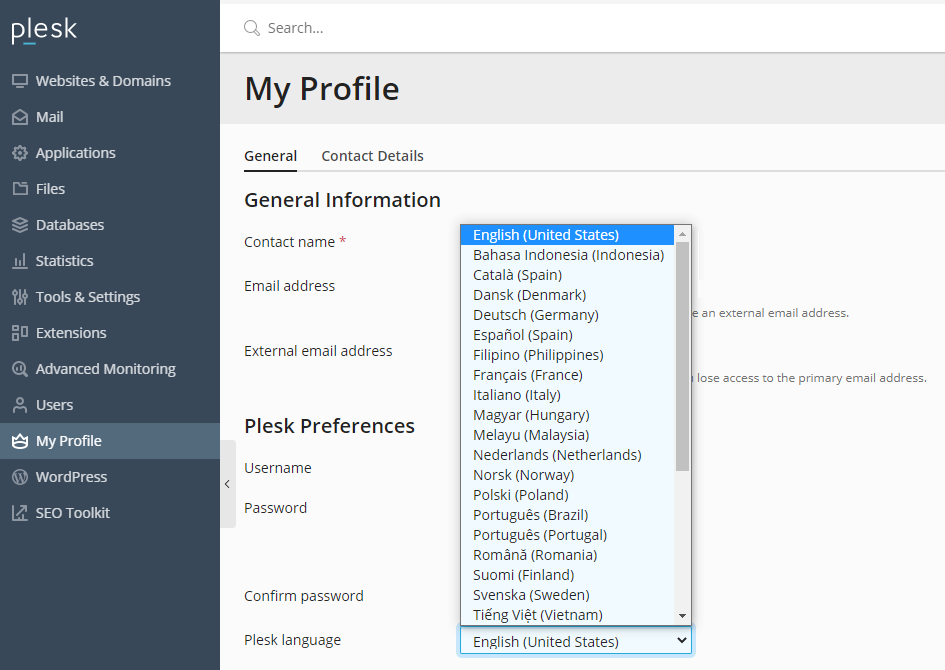 plesk
Search...
Websites & Domains
Mail
Applications
Files
Databases
Statistics
Tools & Settings
Extensions
Advanced Monitoring
Users
My Profile
WordPress
SEO Toolkit
My Profile
General
Contact Details
General Information
Contact name *
Email address
e an external email address.
External email address
lose access to the primary email address.
Plesk Preferences
Username
Password
Confirm password
Plesk language
English (United States)
Bahasa Indonesia (Indonesia)
Català (Spain)
Dansk (Denmark)
Deutsch (Germany)
Español (Spain)
Filipino (Philippines)
Français (France)
Italiano (Italy)
Magyar (Hungary)
Melayu (Malaysia)
Nederlands (Netherlands)
Norsk (Norway)
Polski (Poland)
Português (Brazil)
Português (Portugal)
Română (Romania)
Suomi (Finland)
Svenska (Sweden)
Tiếng Việt (Vietnam)
English (United States)